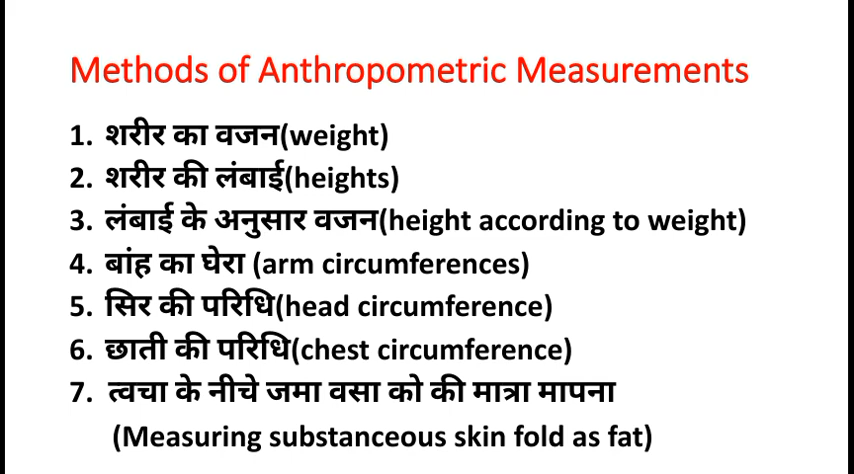 Methods of Anthropometric Measurements
1. शरीर का वजन(weight)
2. शरीर की लंबाई(heights)
3. लंबाई के अनुसार वजन(height according to weight)
4. बांह का घेरा (arm circumferences)
5. सिर की परिधि(head circumference)
6. छाती की परिधि(chest circumference)
7. त्वचा के नीचे जमा वसा को की मात्रा मापना
(Measuring substanceous skin fold as fat)